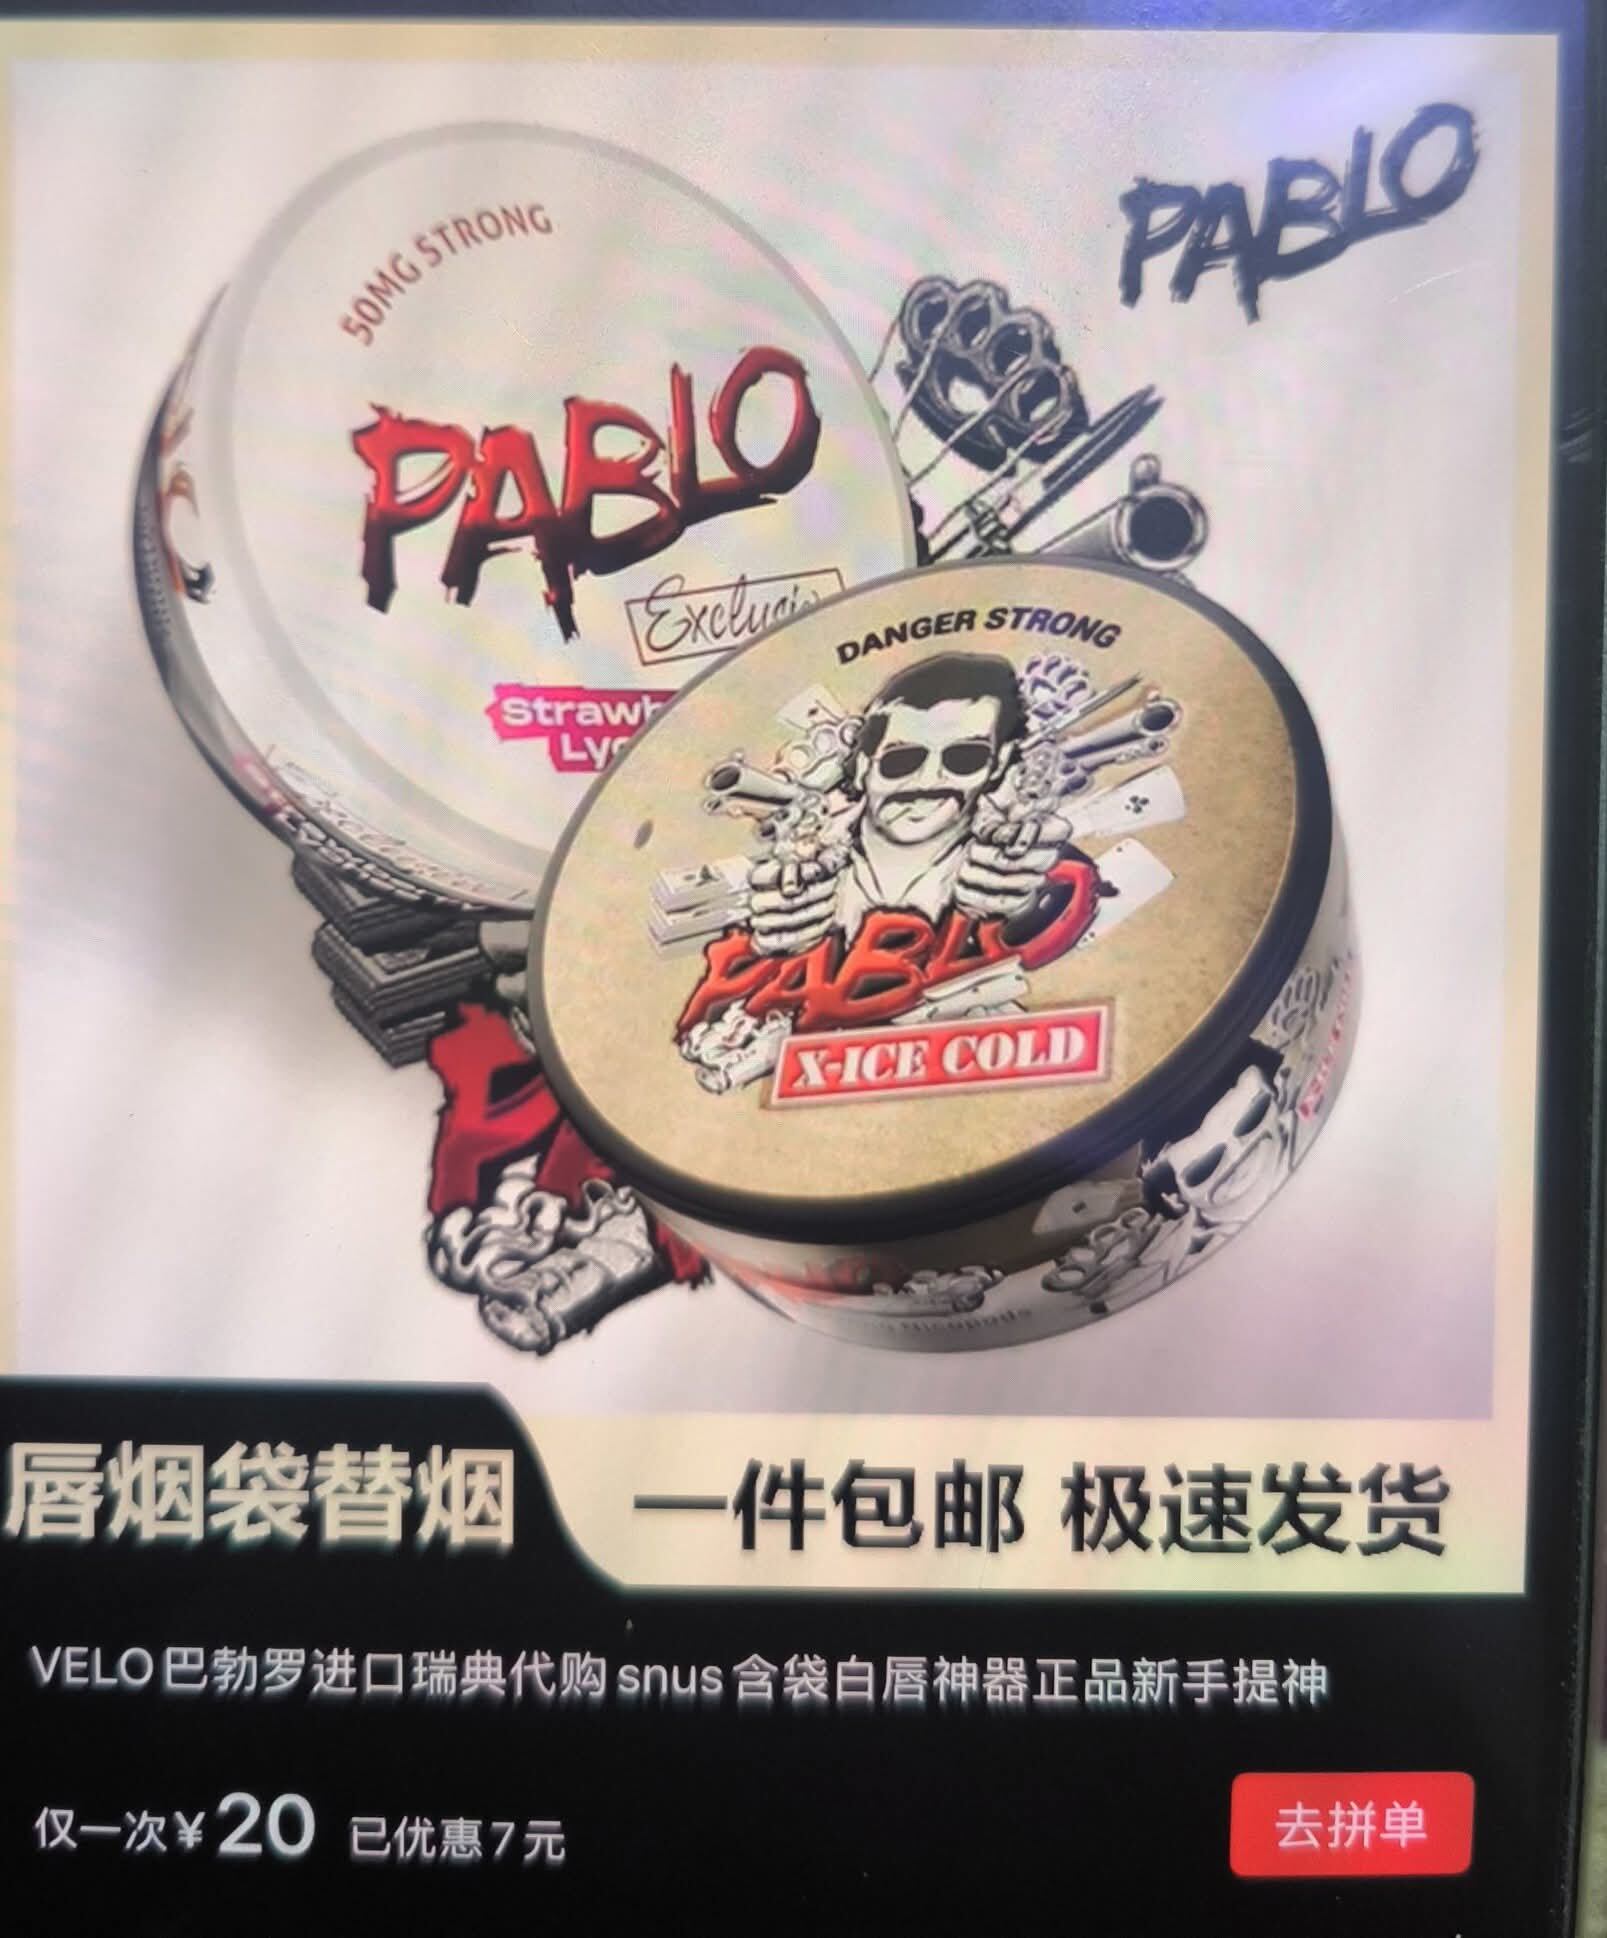 PABLO
50MG STRONG
PABLO
DANGER STRONG
PABLO
X-ICE COLD
唇烟袋替烟
一件包邮 极速发货
VELO巴勃罗进口瑞典代购snus含袋白唇神器正品新手提神
仅一次¥20 已优惠7元
去拼单